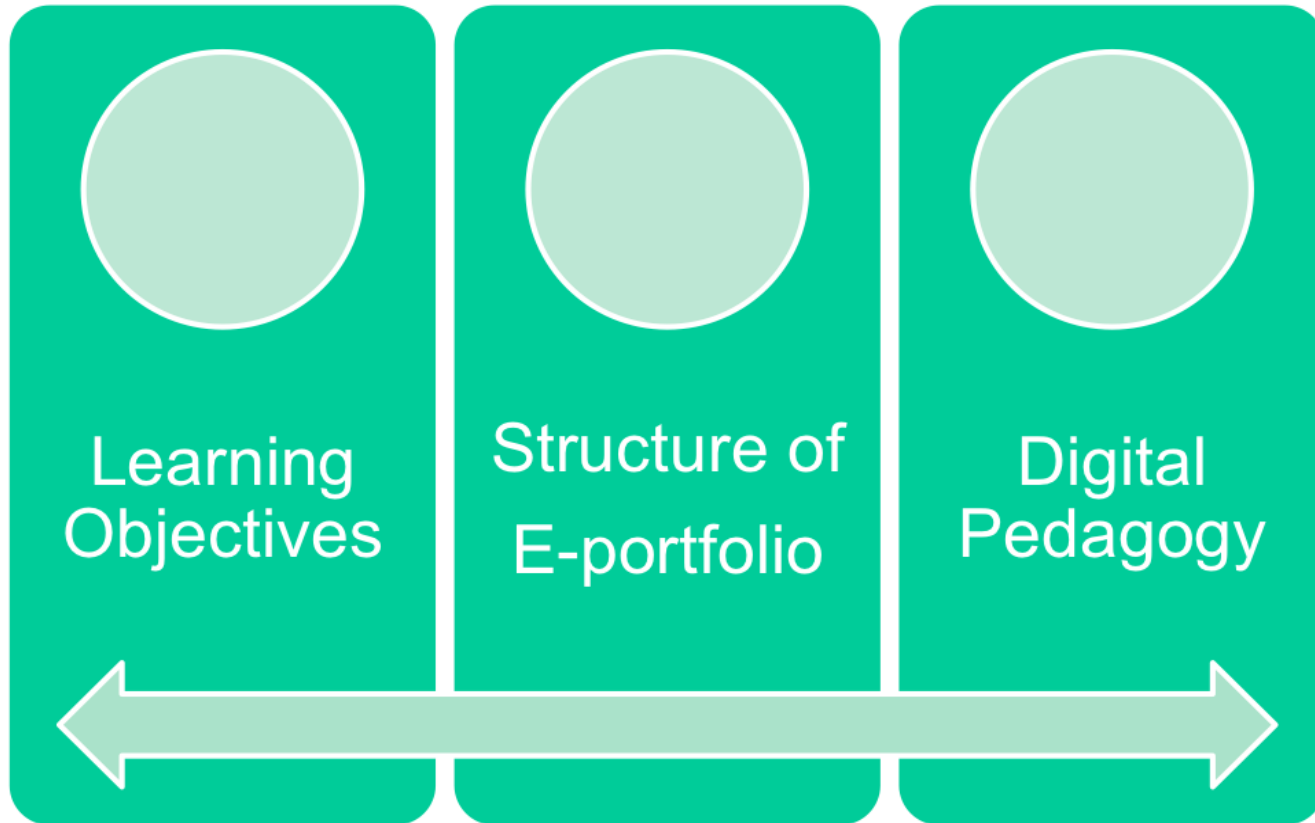 Learning
Objectives
Structure of
E-portfolio
Digital
Pedagogy